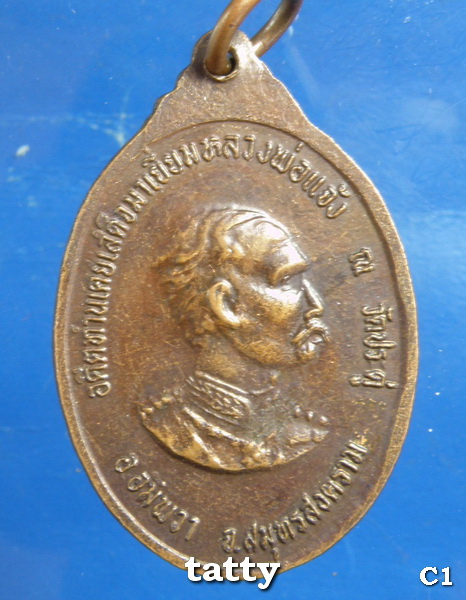 อดีตท่านเคยเสด็จมาเยี่ยมหลวงพ่อแจ้ง ณ วัดประดู่
อ.อัมพวา จ.สมุทรสงคราม
tatty
C1